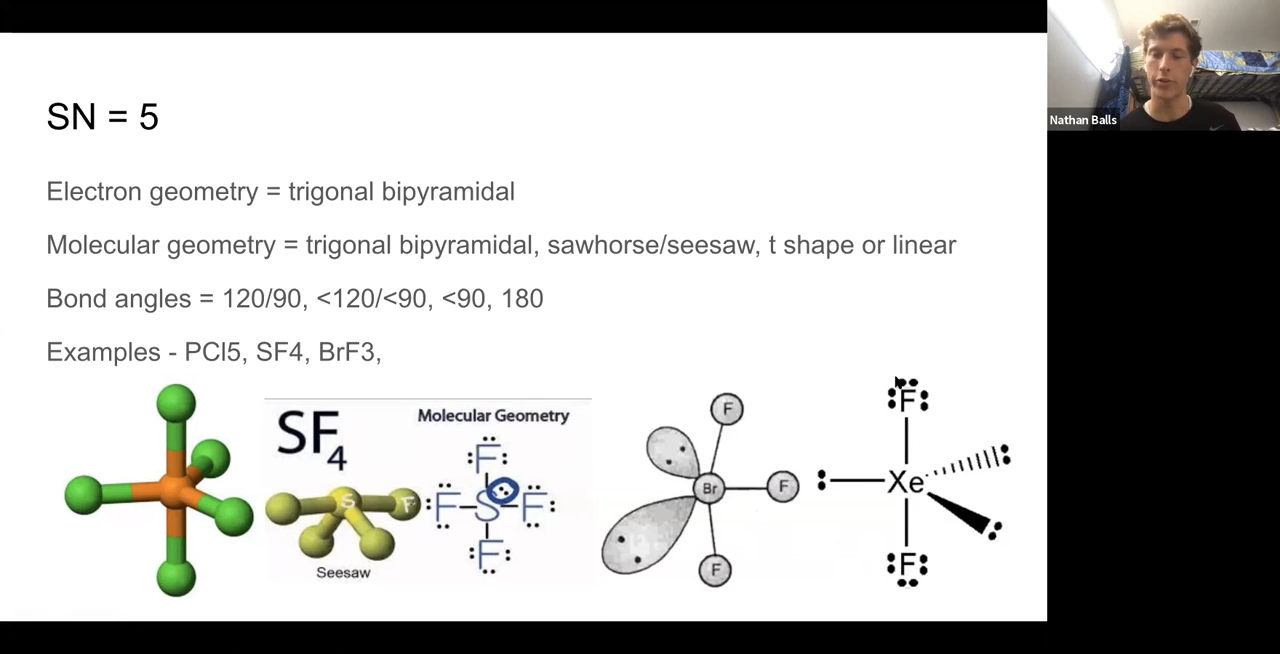 SN = 5
Nathan Balls
Electron geometry = trigonal bipyramidal
Molecular geometry = trigonal bipyramidal, sawhorse/seesaw, t shape or linear
Bond angles = 120/90, <120/<90, <90, 180
Examples - PCl5, SF4, BrF3,
SF4
Molecular Geometry
S F
Seesaw
F
F S F
F
F
Br F
F
F
Xe
F